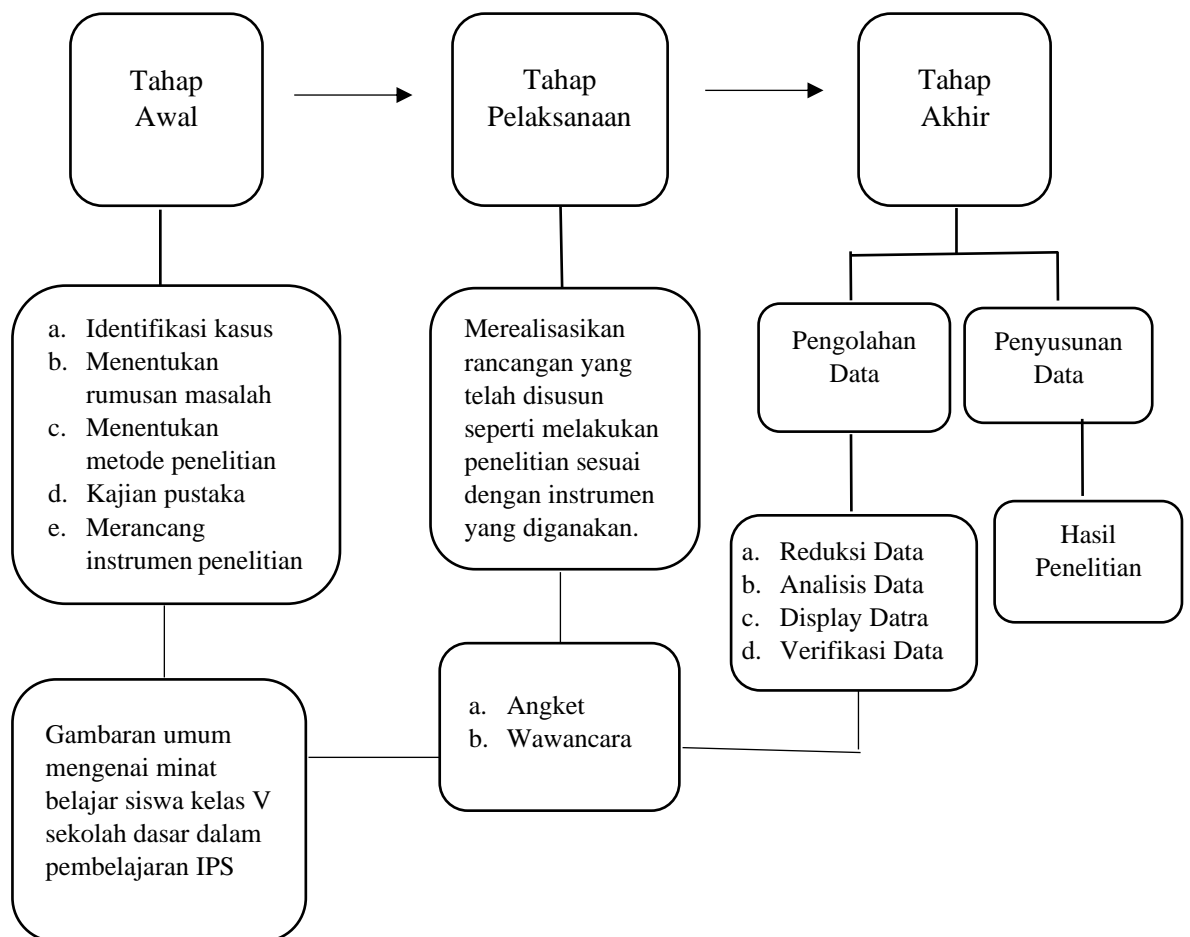 Tahap
Awal
Tahap
Pelaksanaan
Tahap
Akhir
a. Identifikasi kasus
b. Menentukan
rumusan masalah
c. Menentukan
metode penelitian
d. Kajian pustaka
e. Merancang
instrumen penelitian
Merealisasikan
rancangan yang
telah disusun
seperti melakukan
penelitian sesuai
dengan instrumen
yang diganakan.
Pengolahan
Data
Penyusunan
Data
a. Reduksi Data
b. Analisis Data
c. Display Datra
d. Verifikasi Data
Hasil
Penelitian
Gambaran umum
mengenai minat
belajar siswa kelas V
sekolah dasar dalam
pembelajaran IPS
a. Angket
b. Wawancara